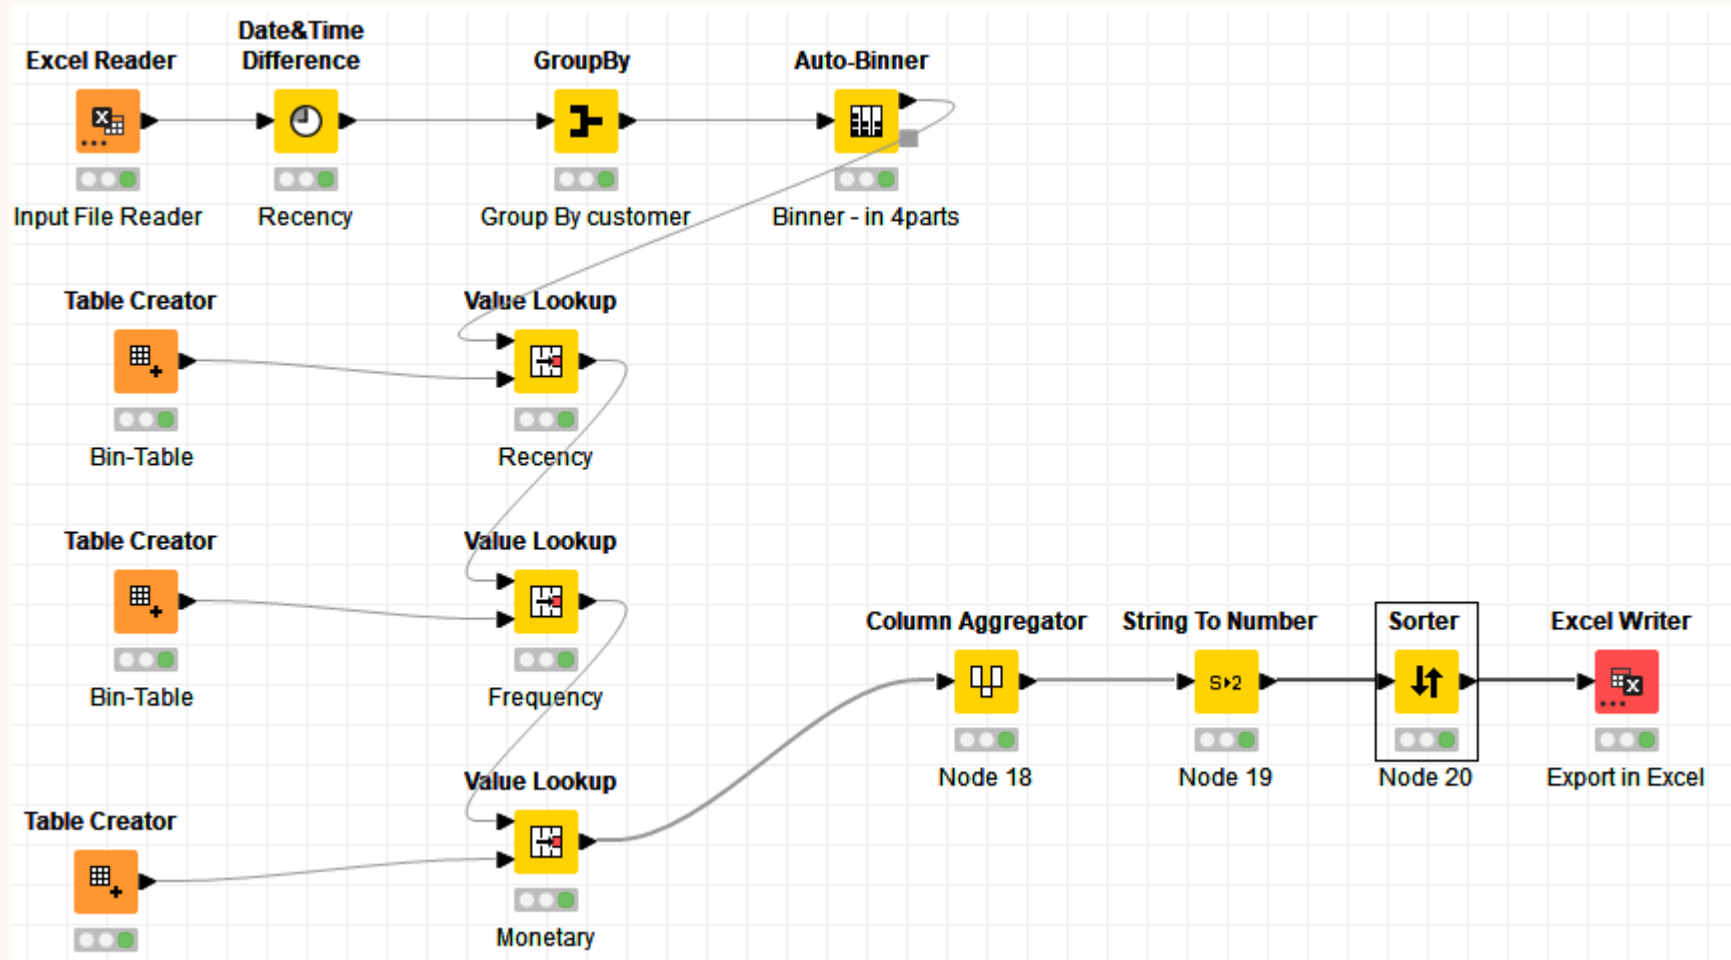 Date&Time
Excel Reader
Difference
GroupBy
Auto-Binner
Input File Reader
Recency
Group By customer
Binner - in 4parts
Table Creator
Value Lookup
Bin-Table
Recency
Table Creator
Value Lookup
Bin-Table
Frequency
Column Aggregator
String To Number
Sorter
Excel Writer
S▸2
Node 18
Node 19
Node 20
Export in Excel
Value Lookup
Table Creator
Monetary